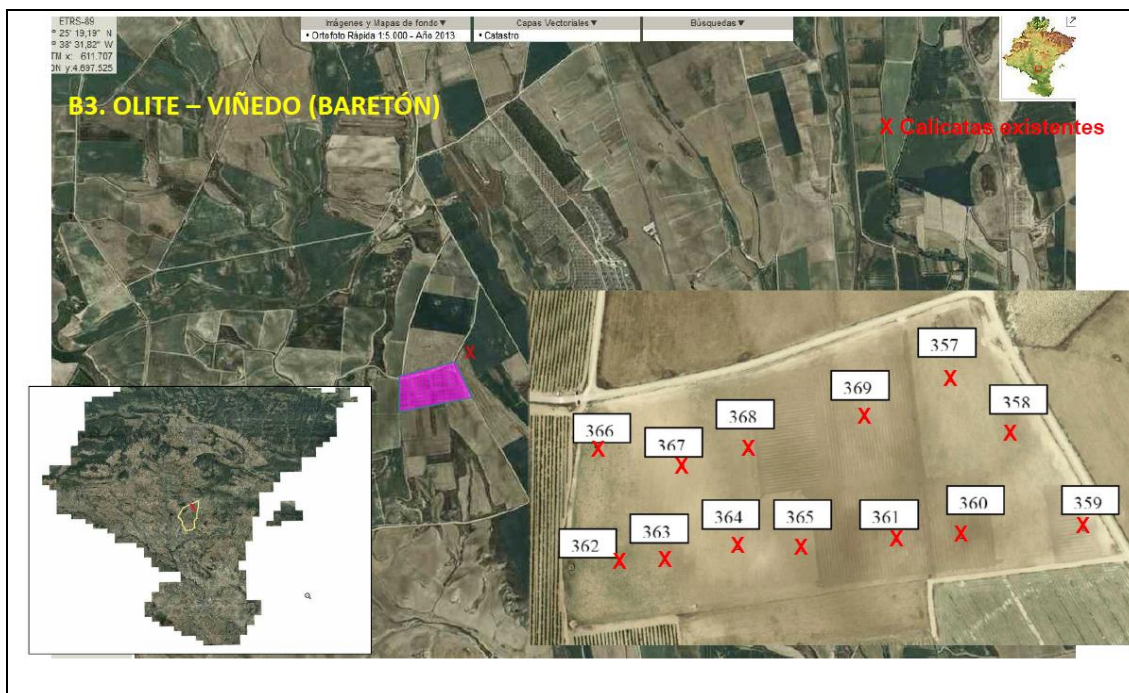 ETRS-89
º 25' 19,19" N
º 38' 31,82" W
TM x: 611.707
ON y:4.697.525
Imágenes y Mapas de fondo ▼
• Ortofoto Rápida 1:5.000 - Año 2013
Capas Vectoriales ▼
• Catastro
Búsquedas ▼
B3. OLITE – VIÑEDO (BARETÓN)
X Calicatas existentes
X
357
X
358
X
369
X
368
X
366
X
367
X
359
X
360
X
361
X
365
X
364
X
363
X
362
X